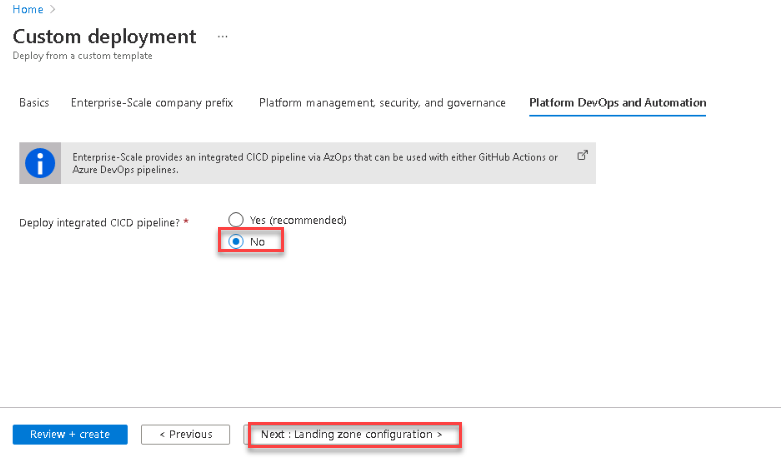 Home >
Custom deployment ...
Deploy from a custom template
Basics Enterprise-Scale company prefix Platform management, security, and governance Platform DevOps and Automation
Enterprise-Scale provides an integrated CICD pipeline via AzOps that can be used with either GitHub Actions or
Azure DevOps pipelines.
Deploy integrated CICD pipeline? *
Yes (recommended)
No
Review + create
< Previous
Next : Landing zone configuration >